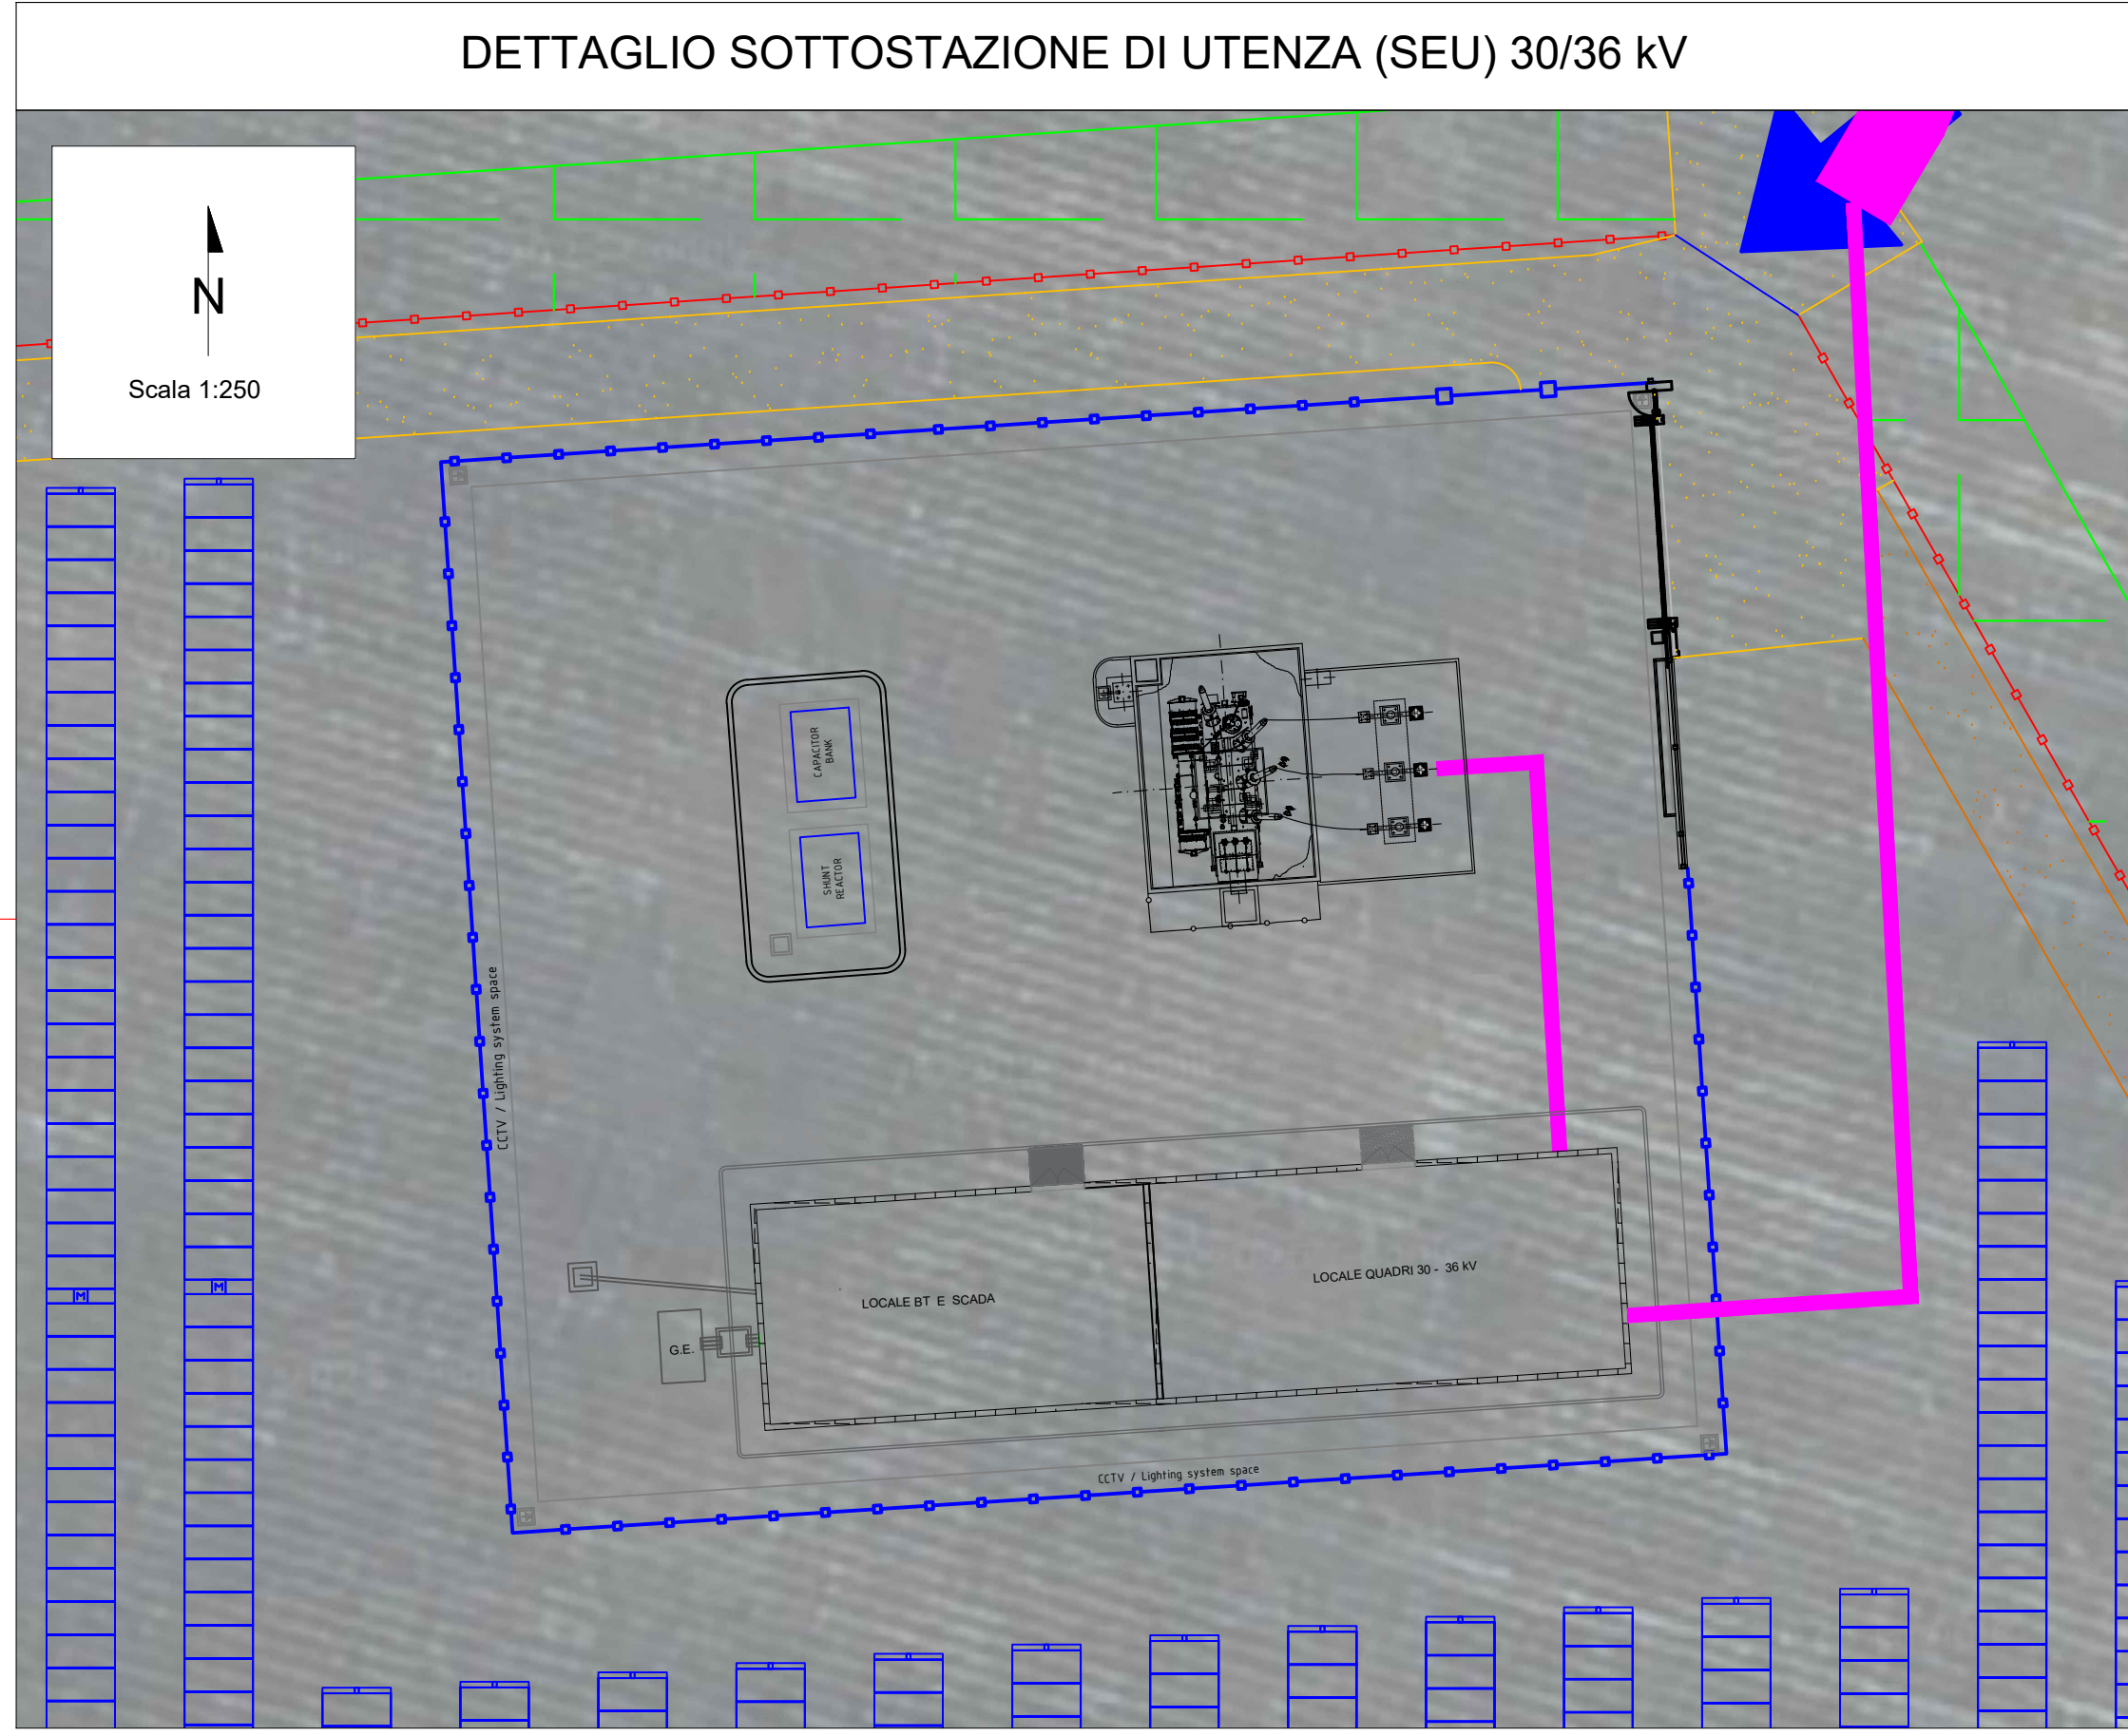 DETTAGLIO SOTTOSTAZIONE DI UTENZA (SEU) 30/36 kV
N
Scala 1:250
CAPACITOR
BANK
SHUNT
REACTOR
CCTV / Lighting system space
LOCALE QUADRI 30 - 36 kV
LOCALE BT E SCADA
G.E.
M
M
CCTV / Lighting system space